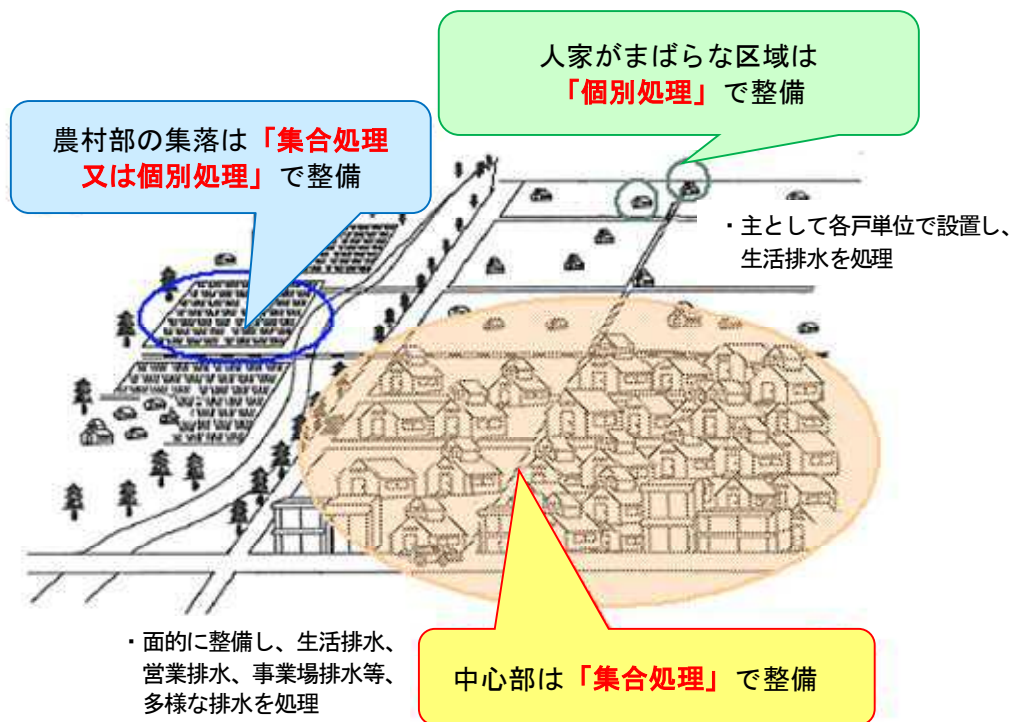 人家がまばらな区域は
「個別処理」で整備
農村部の集落は「集合処理
又は個別処理」で整備
・主として各戸単位で設置し、
生活排水を処理
・面的に整備し、生活排水、
営業排水、事業場排水等、
多様な排水を処理
中心部は「集合処理」で整備